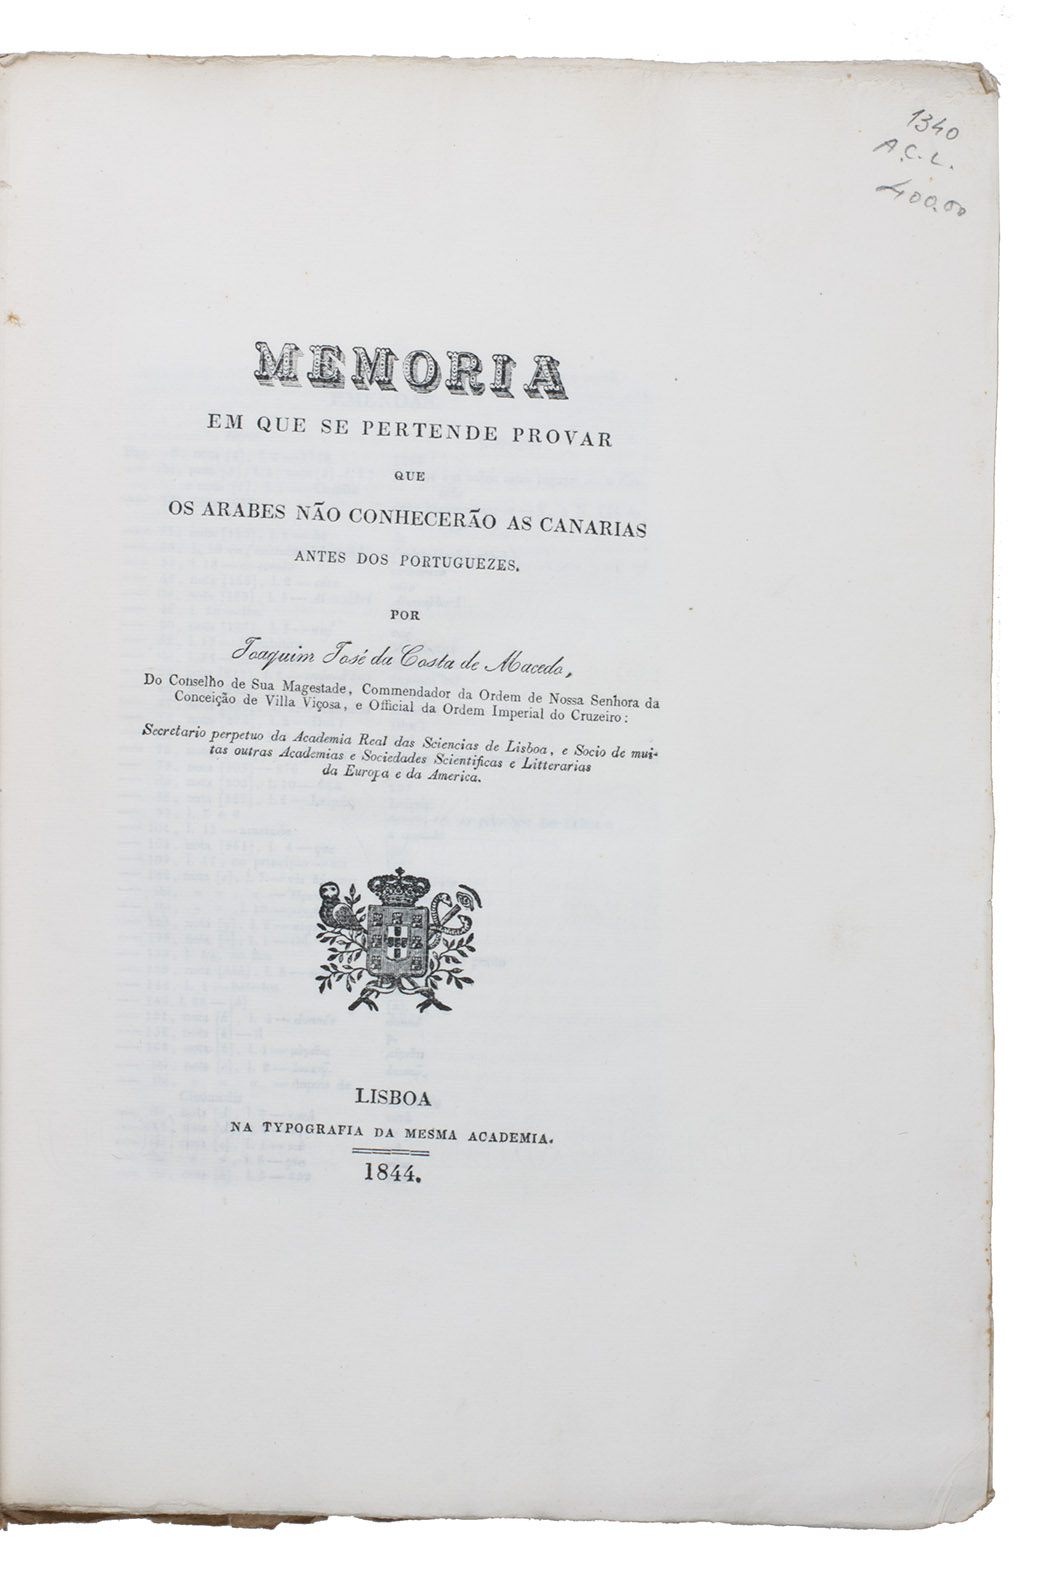 1340
A.C.L.
400.00
MEMORIA
EM QUE SE PERTENDE PROVAR
QUE
OS ARABES NÃO CONHECERÃO AS CANARIAS
ANTES DOS PORTUGUEZES.
POR
Joaquim José da Costa de Macedo,
Do Conselho de Sua Magestade, Commendador da Ordem de Nossa Senhora da
Conceição de Villa Viçosa, e Official da Ordem Imperial do Cruzeiro:
Secretario perpetuo da Academia Real das Sciencias de Lisboa, e Socio de mui-
tas outras Academias e Sociedades Scientificas e Litterarias
da Europa e da America.
LISBOA
NA TYPOGRAFIA DA MESMA ACADEMIA.
1844.